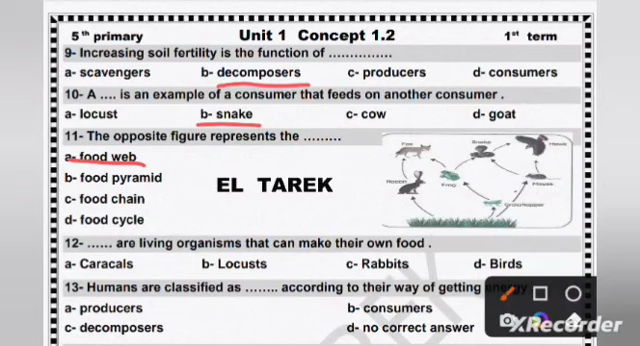 5 th primary Unit 1 Concept 1.2 1st term
9- Increasing soil fertility is the function of ...............
a- scavengers b- decomposers c- producers d- consumers
10- A .... is an example of a consumer that feeds on another consumer .
a- locust b- snake c- cow d- goat
11- The opposite figure represents the .........
a- food web
b- food pyramid
c- food chain
d- food cycle
EL TAREK
Fox Snake Hawk
Frog Mouse
Grasshopper
12- ...... are living organisms that can make their own food .
a- Caracals b- Locusts c- Rabbits d- Birds
13- Humans are classified as ........ according to their way of getting energy
a- producers b- consumers
c- decomposers d- no correct answer
XRecorder